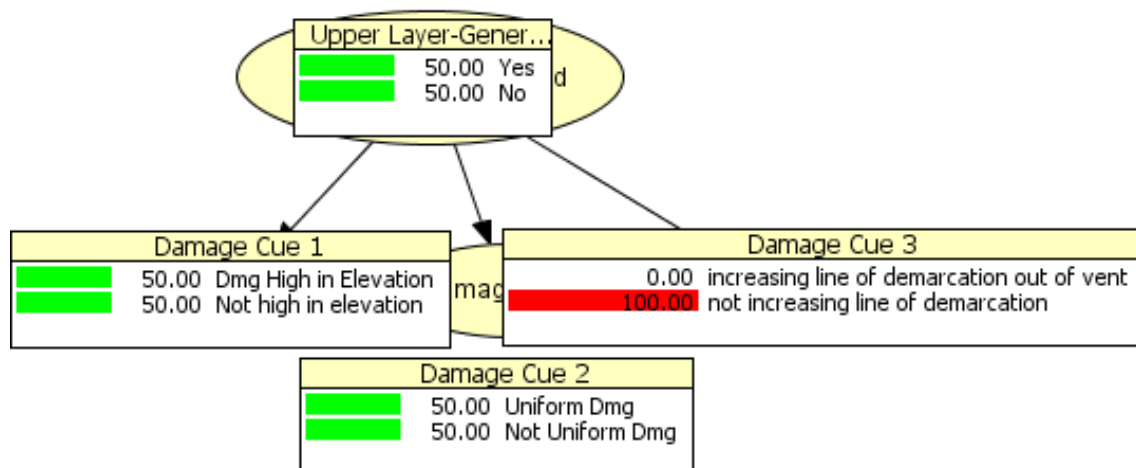 Upper Layer-Gener...
50.00 Yes
50.00 No
d
Damage Cue 1
50.00 Dmg High in Elevation
50.00 Not high in elevation
mag
Damage Cue 3
0.00 increasing line of demarcation out of vent
100.00 not increasing line of demarcation
Damage Cue 2
50.00 Uniform Dmg
50.00 Not Uniform Dmg